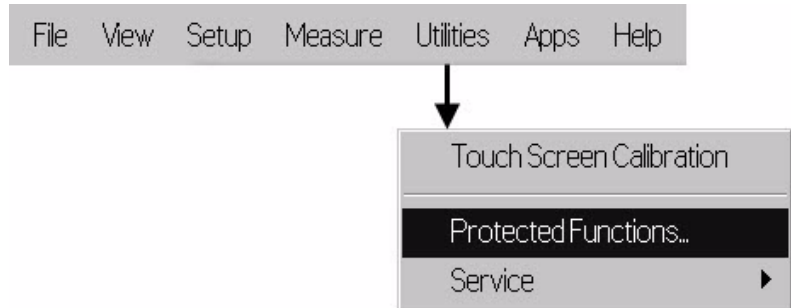 File View Setup Measure Utilities Apps Help
Touch Screen Calibration
Protected Functions...
Service